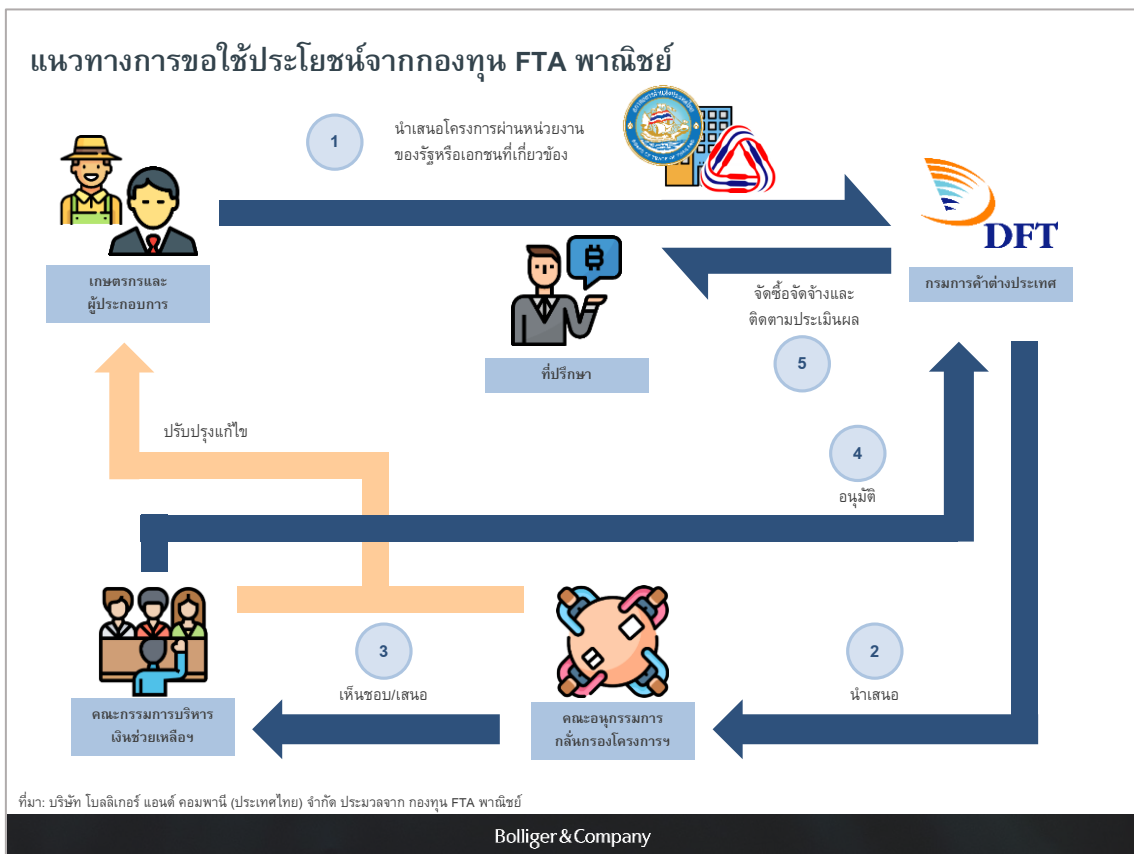 แนวทางการขอใช้ประโยชน์จากกองทุน FTA พาณิชย์
1
นำเสนอโครงการผ่านหน่วยงาน
ของรัฐหรือเอกชนที่เกี่ยวข้อง
DFT
เกษตรกรและ
ผู้ประกอบการ
กรมการค้าต่างประเทศ
จัดซื้อจัดจ้างและ
ติดตามประเมินผล
5
ที่ปรึกษา
ปรับปรุงแก้ไข
4
อนุมัติ
3
เห็นชอบ/เสนอ
2
นำเสนอ
คณะกรรมการบริหาร
เงินช่วยเหลือฯ
คณะอนุกรรมการ
กลั่นกรองโครงการฯ
ที่มา: บริษัท โบลลิเกอร์ แอนด์ คอมพานี (ประเทศไทย) จำกัด ประมวลจาก กองทุน FTA พาณิชย์
Bolliger & Company